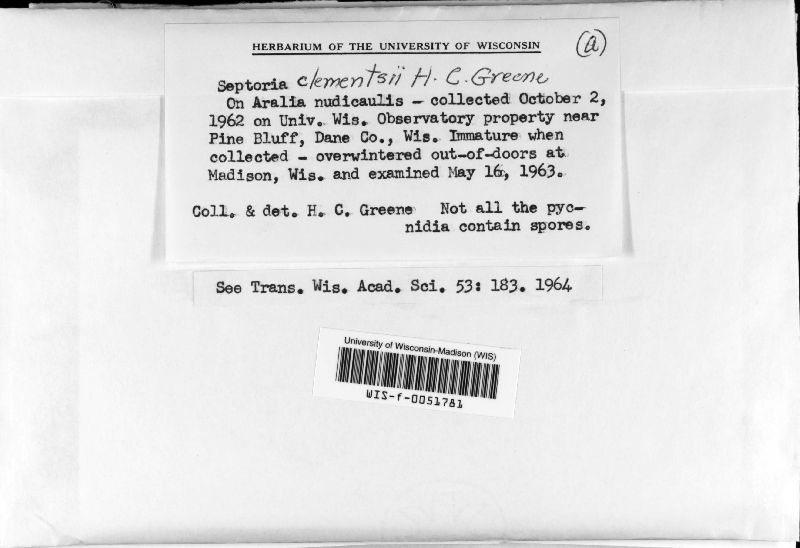 HERBARIUM OF THE UNIVERSITY OF WISCONSIN
(a)
Septoria clementsii H. C. Greene
On Aralia nudicaulis - collected October 2,
1962 on Univ. Wis. Observatory property near
Pine Bluff, Dane Co., Wis. Immature when
collected - overwintered out-of-doors at
Madison, Wis. and examined May 16, 1963.
Coll. & det. H. C. Greene Not all the pyc-
nidia contain spores.
See Trans. Wis. Acad. Sci. 53: 183. 1964
University of Wisconsin-Madison (WIS)
WIS-f-0051781